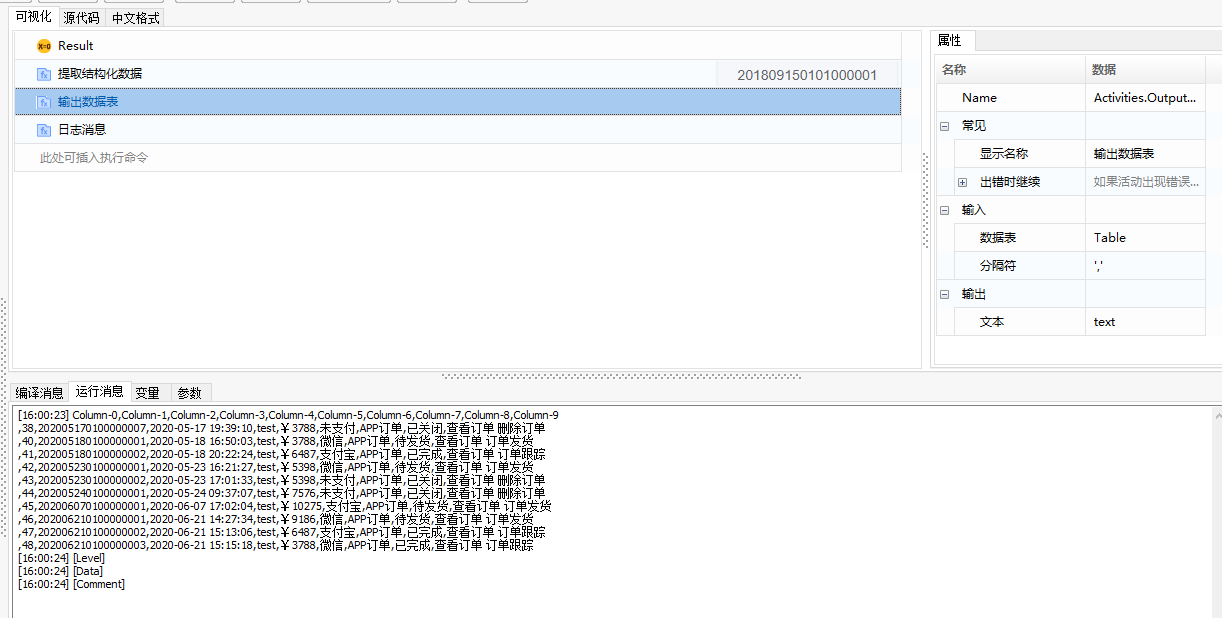 可视化 源代码 中文格式
Result
提取结构化数据 201809150101000001
输出数据表
日志消息
此处可插入执行命令
属性
名称 数据
Name Activities.Output...
常见
显示名称 输出数据表
出错时继续 如果活动出现错误...
输入
数据表 Table
分隔符 ','
输出
文本 text
编译消息 运行消息 变量 参数
[16:00:23] Column-0,Column-1,Column-2,Column-3,Column-4,Column-5,Column-6,Column-7,Column-8,Column-9
,38,202005170100000007,2020-05-17 19:39:10,test,￥3788,未支付,APP订单,已关闭,查看订单 删除订单
,40,202005180100000001,2020-05-18 16:50:03,test,￥3788,微信,APP订单,待发货,查看订单 订单发货
,41,202005180100000002,2020-05-18 20:22:24,test,￥6487,支付宝,APP订单,已完成,查看订单 订单跟踪
,42,202005230100000001,2020-05-23 16:21:27,test,￥5398,微信,APP订单,待发货,查看订单 订单发货
,43,202005230100000002,2020-05-23 17:01:33,test,￥5398,未支付,APP订单,已关闭,查看订单 删除订单
,44,202005240100000001,2020-05-24 09:37:07,test,￥7576,未支付,APP订单,已关闭,查看订单 删除订单
,45,202006070100000001,2020-06-07 17:02:04,test,￥10275,支付宝,APP订单,待发货,查看订单 订单发货
,46,202006210100000001,2020-06-21 14:27:34,test,￥9186,微信,APP订单,待发货,查看订单 订单发货
,47,202006210100000002,2020-06-21 15:13:06,test,￥6487,支付宝,APP订单,已完成,查看订单 订单跟踪
,48,202006210100000003,2020-06-21 15:15:18,test,￥3788,微信,APP订单,已完成,查看订单 订单跟踪
[16:00:24] [Level]
[16:00:24] [Data]
[16:00:24] [Comment]